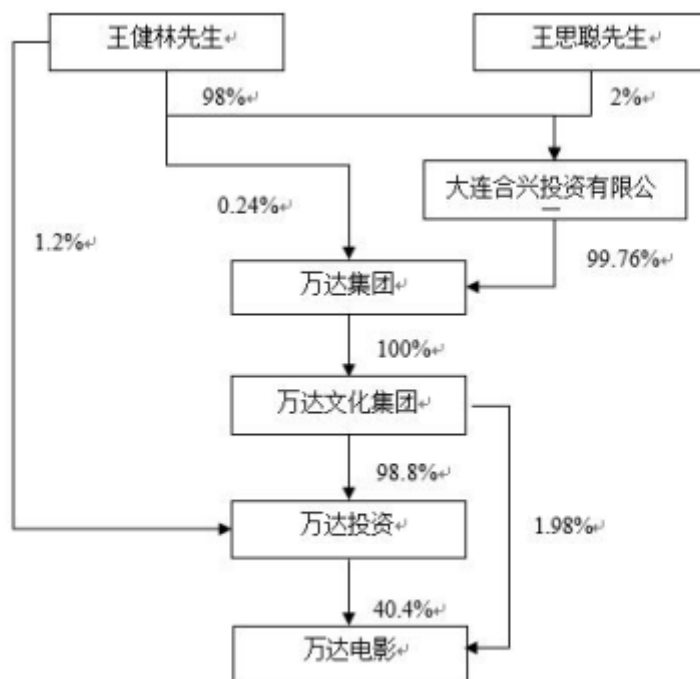 王健林先生↵
王思聪先生↵
98%↵
2%↵
大连合兴投资有限公
0.24%↵
1.2%↵
99.76%↵
万达集团↵
100%↵
万达文化集团↵
98.8%↵
万达投资↵
1.98%↵
40.4%↵
万达电影↵